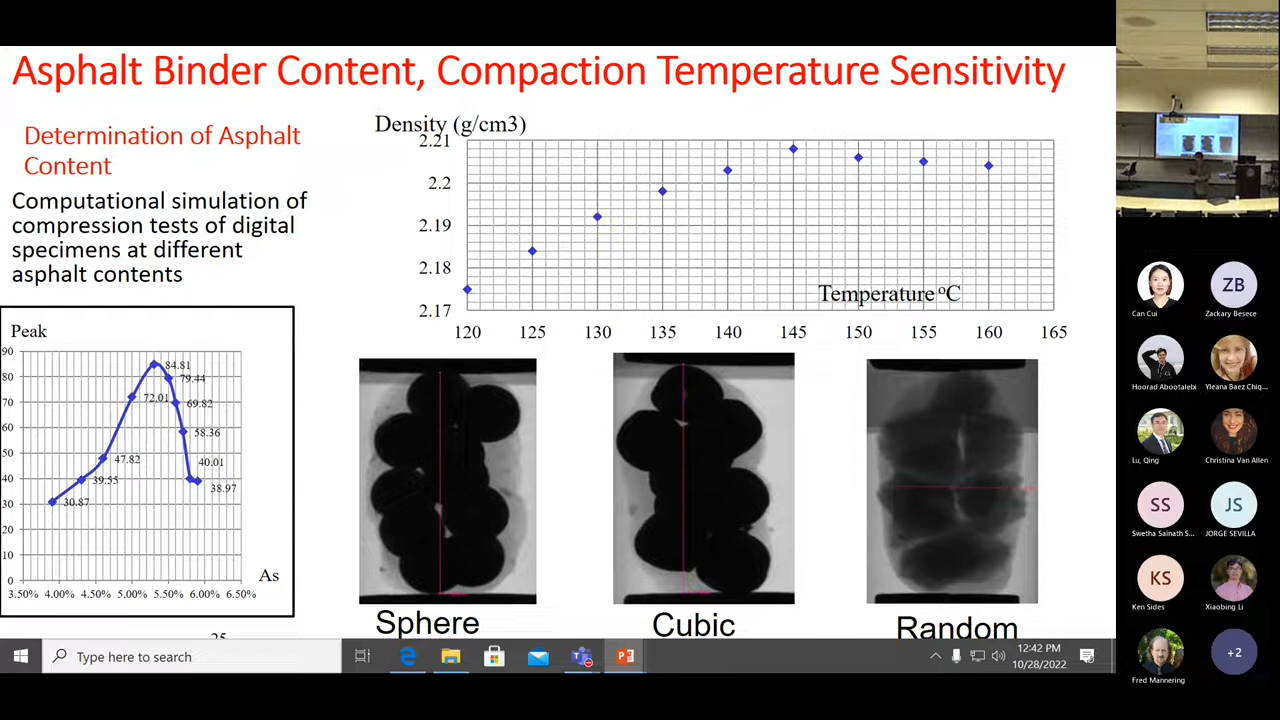 Asphalt Binder Content, Compaction Temperature Sensitivity
Determination of Asphalt
Content
Computational simulation of
compression tests of digital
specimens at different
asphalt contents
Density (g/cm3)
2.21
2.2
2.19
2.18
2.17
Temperature ºC
120 125 130 135 140 145 150 155 160 165
Peak
90
80
70
60
50
40
30
20
10
0
84.81
79.44
72.01
69.82
58.36
47.82
40.01
39.55
38.97
30.87
As
3.50% 4.00% 4.50% 5.00% 5.50% 6.00% 6.50%
Sphere
Cubic
Random
Type here to search
12:42 PM
10/28/2022
Can Cui
ZB
Zackary Besece
Hoorad Abootalebi
Yleana Baez Chiq...
Lu, Qing
Christina Van Allen
SS
Swetha Sainath S...
JS
JORGE SEVILLA
KS
Ken Sides
Xiaobing Li
Fred Mannering
+2